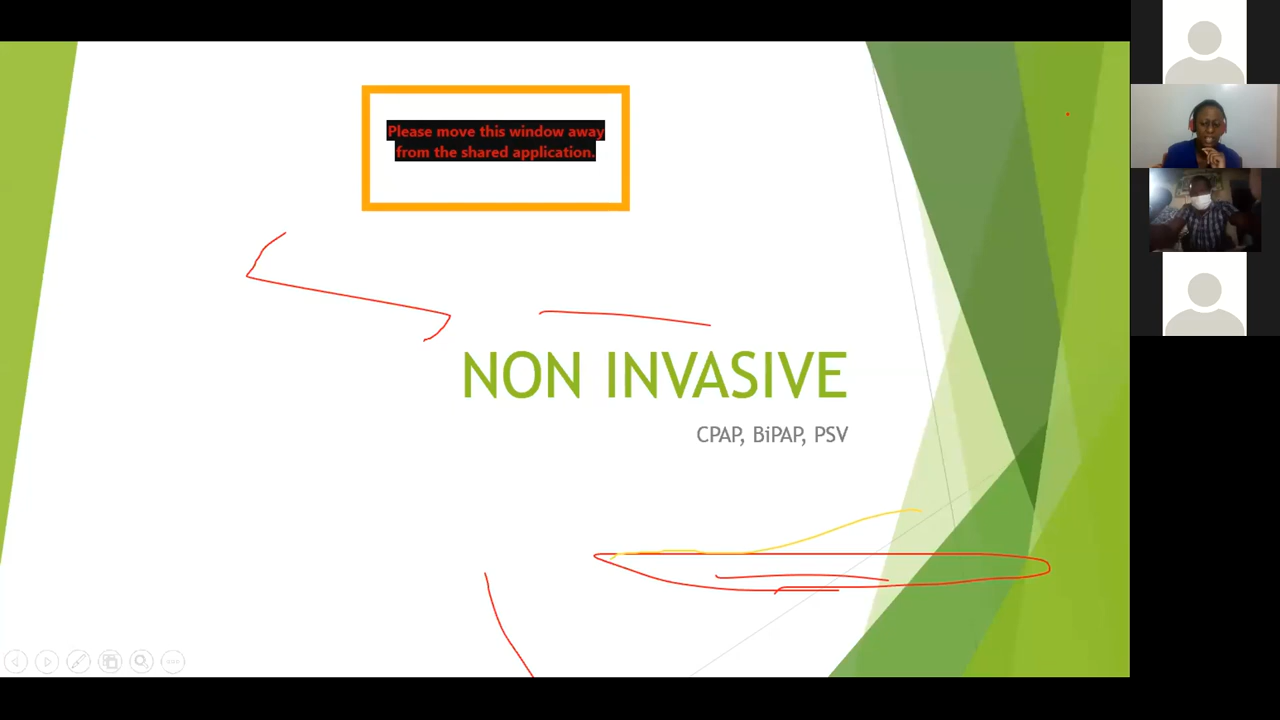 Please move this window away
from the shared application.
NON INVASIVE
CPAP, BiPAP, PSV